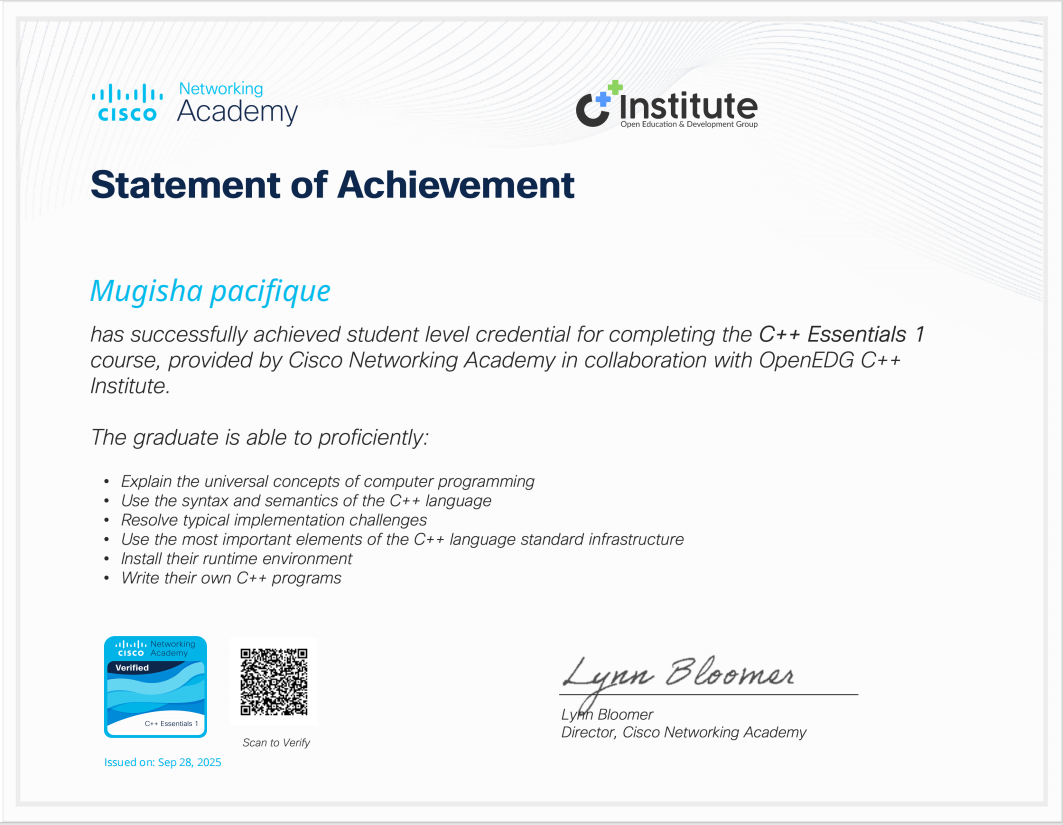 Networking
CISCO Academy
C++ Institute
Open Education & Development Group
Statement of Achievement
Mugisha pacifique
has successfully achieved student level credential for completing the C++ Essentials 1
course, provided by Cisco Networking Academy in collaboration with OpenEDG C++
Institute.
The graduate is able to proficiently:
• Explain the universal concepts of computer programming
• Use the syntax and semantics of the C++ language
• Resolve typical implementation challenges
• Use the most important elements of the C++ language standard infrastructure
• Install their runtime environment
• Write their own C++ programs
Networking
CISCO Academy
Verified
C++ Essentials 1
Scan to Verify
Issued on: Sep 28, 2025
Lynn Bloomer
Lynn Bloomer
Director, Cisco Networking Academy